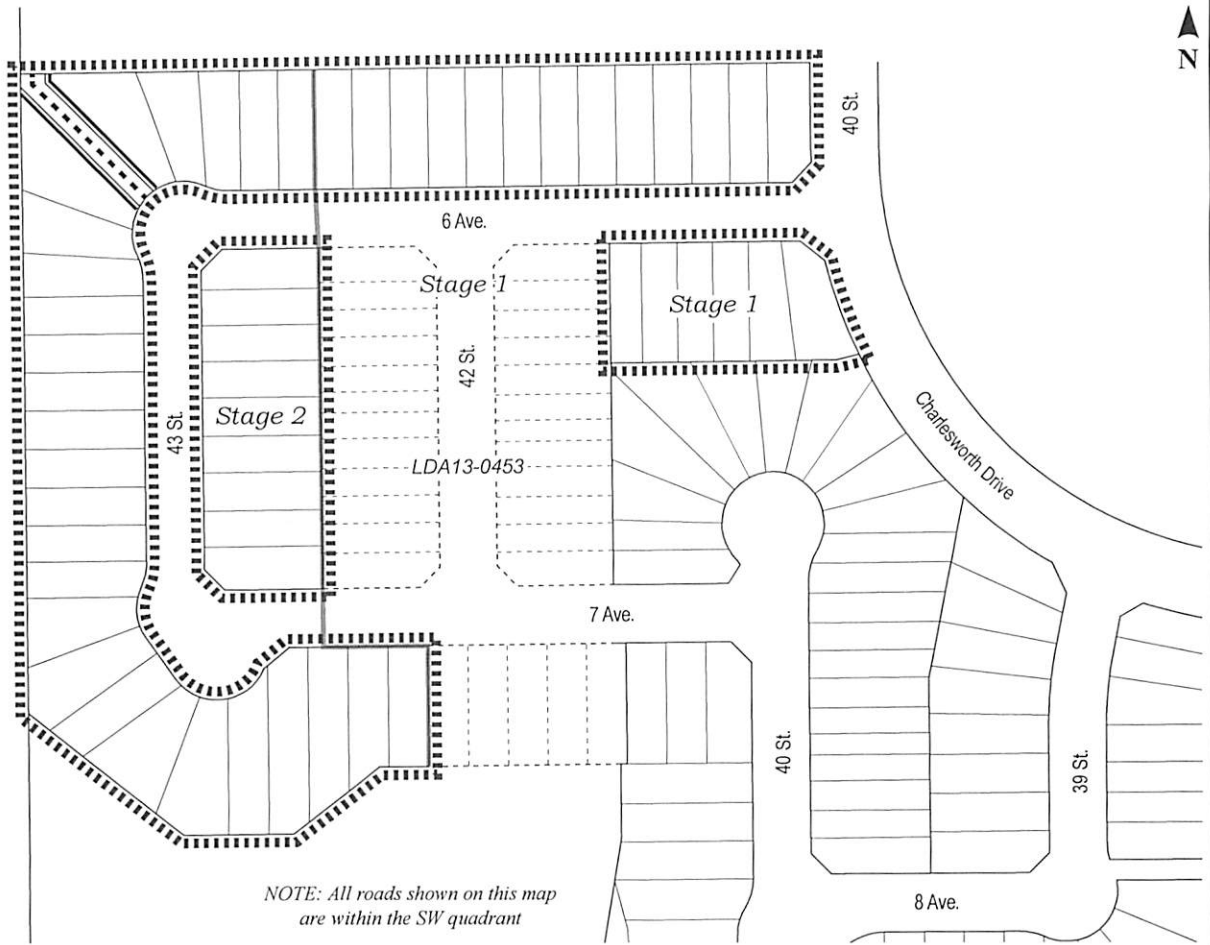 N
40 St.
6 Ave.
Stage 1
Stage 1
42 St.
43 St.
Stage 2
Charlesworth Drive
LDA13-0453
7 Ave.
40 St.
39 St.
NOTE: All roads shown on this map
are within the SW quadrant
8 Ave.